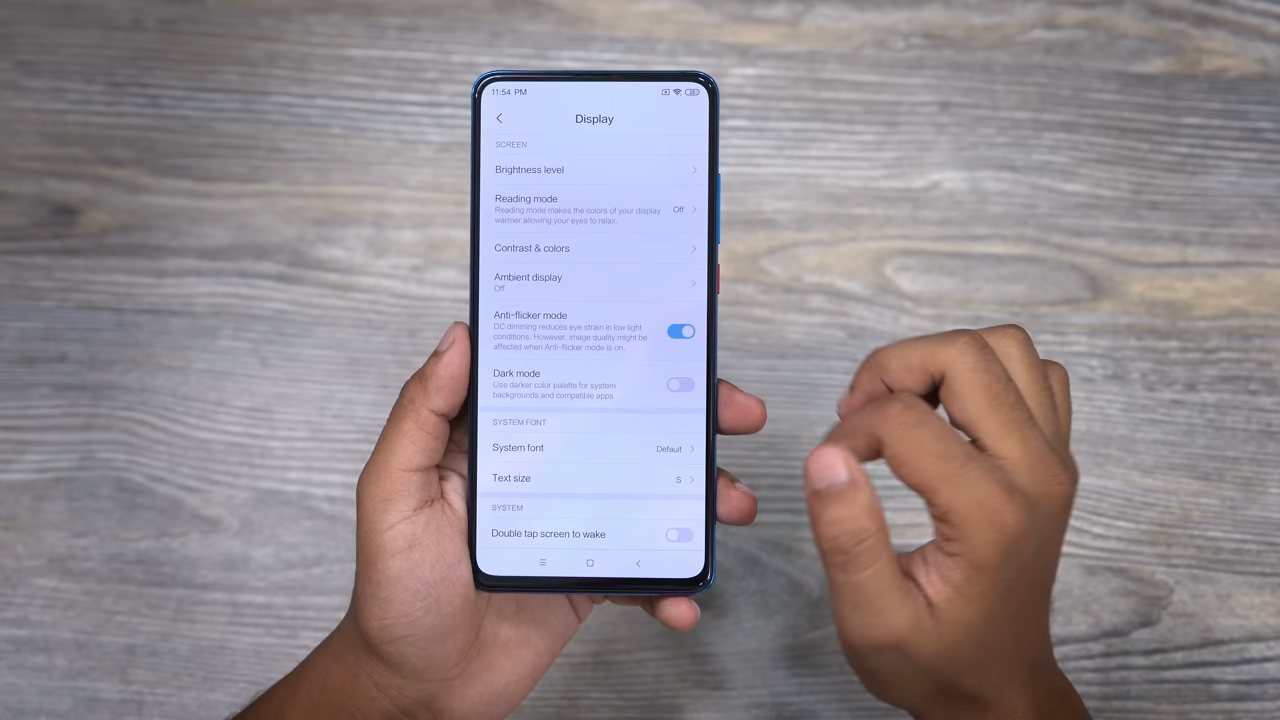 11:54 PM
Display
SCREEN
Brightness level
Reading mode
Reading mode makes the colors of your display
warmer allowing your eyes to relax.
Off
Contrast & colors
Ambient display
Off
Anti-flicker mode
DC dimming reduces eye strain in low light
conditions. However, image quality might be
affected when Anti-flicker mode is on.
Dark mode
Use darker color palette for system
backgrounds and compatible apps
SYSTEM FONT
System font
Default
Text size
S
SYSTEM
Double tap screen to wake